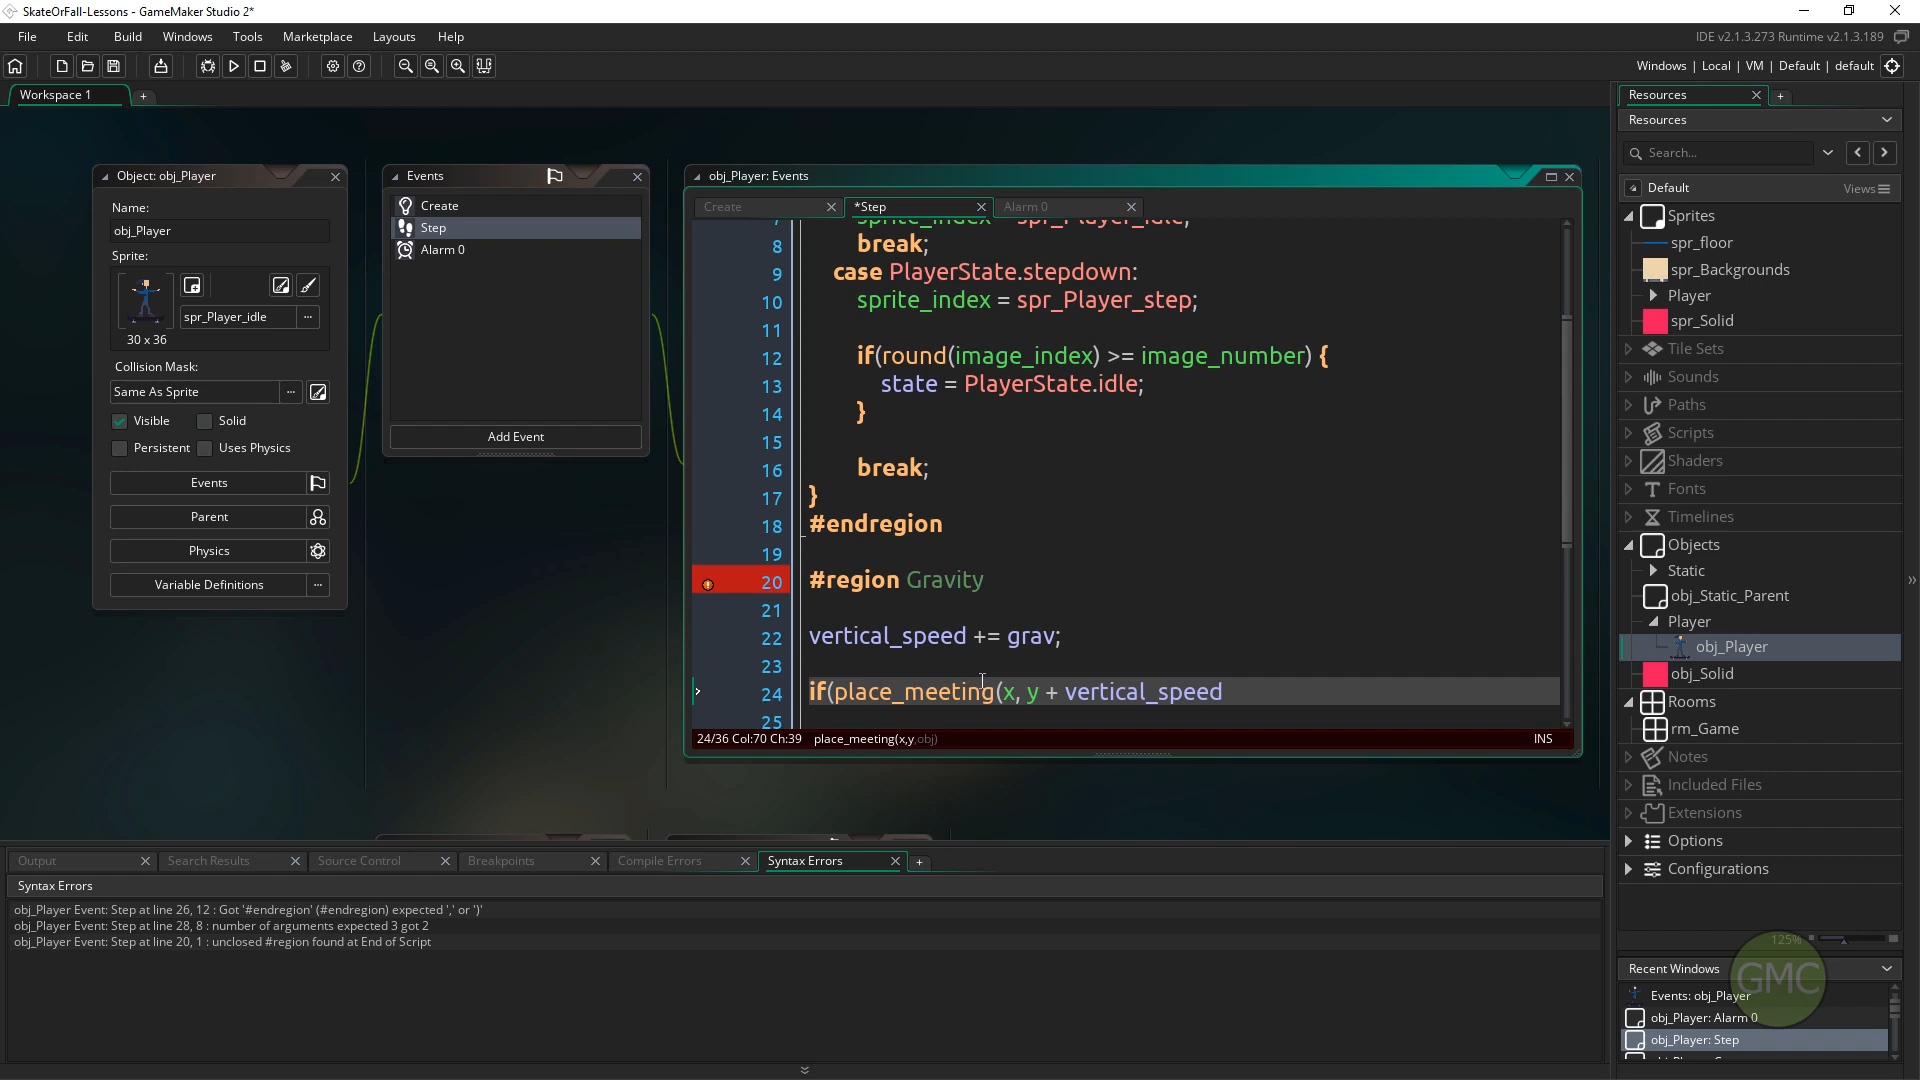 SkateOrFall-Lessons - GameMaker Studio 2*
File Edit Build Windows Tools Marketplace Layouts Help
IDE v2.1.3.273 Runtime v2.1.3.189
Windows | Local | VM | Default | default
Workspace 1
Object: obj_Player
Name:
obj_Player
Sprite:
spr_Player_idle
30 x 36
Collision Mask:
Same As Sprite
Visible Solid
Persistent Uses Physics
Events
Parent
Physics
Variable Definitions
Events
Create
Step
Alarm 0
Add Event
obj_Player: Events
Create *Step Alarm 0
7 sprite_index = spr_Player_idle;
8 break;
9 case PlayerState.stepdown:
10 sprite_index = spr_Player_step;
11
12 if(round(image_index) >= image_number) {
13 state = PlayerState.idle;
14 }
15
16 break;
17 }
18 #endregion
19
20 #region Gravity
21
22 vertical_speed += grav;
23
24 if(place_meeting(x, y + vertical_speed
25
24/36 Col:70 Ch:39 place_meeting(x,y,obj) INS
Resources
Resources
Search...
Default Views
Sprites
spr_floor
spr_Backgrounds
Player
spr_Solid
Tile Sets
Sounds
Paths
Scripts
Shaders
Fonts
Timelines
Objects
Static
obj_Static_Parent
Player
obj_Player
obj_Solid
Rooms
rm_Game
Notes
Included Files
Extensions
Options
Configurations
125%
Recent Windows
GMC
Events: obj_Player
obj_Player: Alarm 0
obj_Player: Step
Output Search Results Source Control Breakpoints Compile Errors Syntax Errors
Syntax Errors
obj_Player Event: Step at line 26, 12 : Got '#endregion' (#endregion) expected ',' or ')'
obj_Player Event: Step at line 28, 8 : number of arguments expected 3 got 2
obj_Player Event: Step at line 20, 1 : unclosed #region found at End of Script